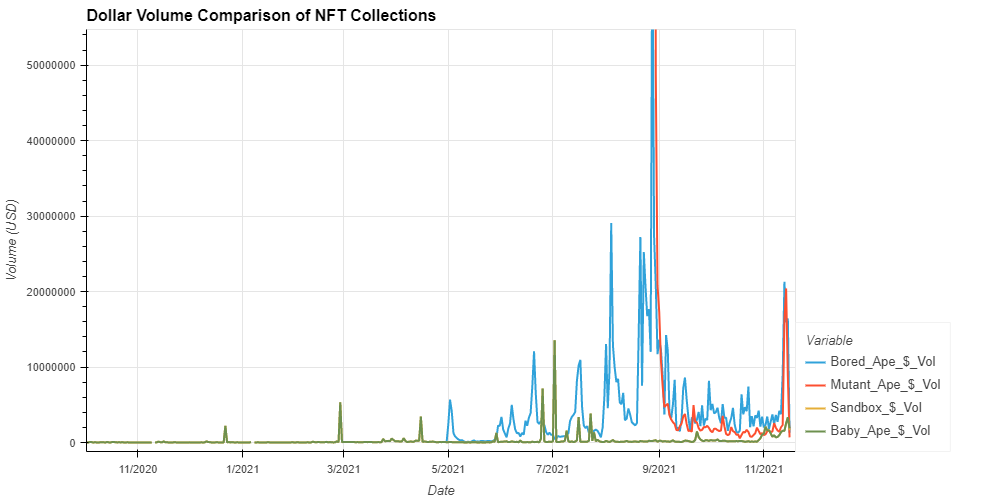 Dollar Volume Comparison of NFT Collections
50000000
40000000
30000000
20000000
10000000
0
Volume (USD)
11/2020
1/2021
3/2021
5/2021
7/2021
9/2021
11/2021
Date
Variable
Bored_Ape_$_Vol
Mutant_Ape_$_Vol
Sandbox_$_Vol
Baby_Ape_$_Vol